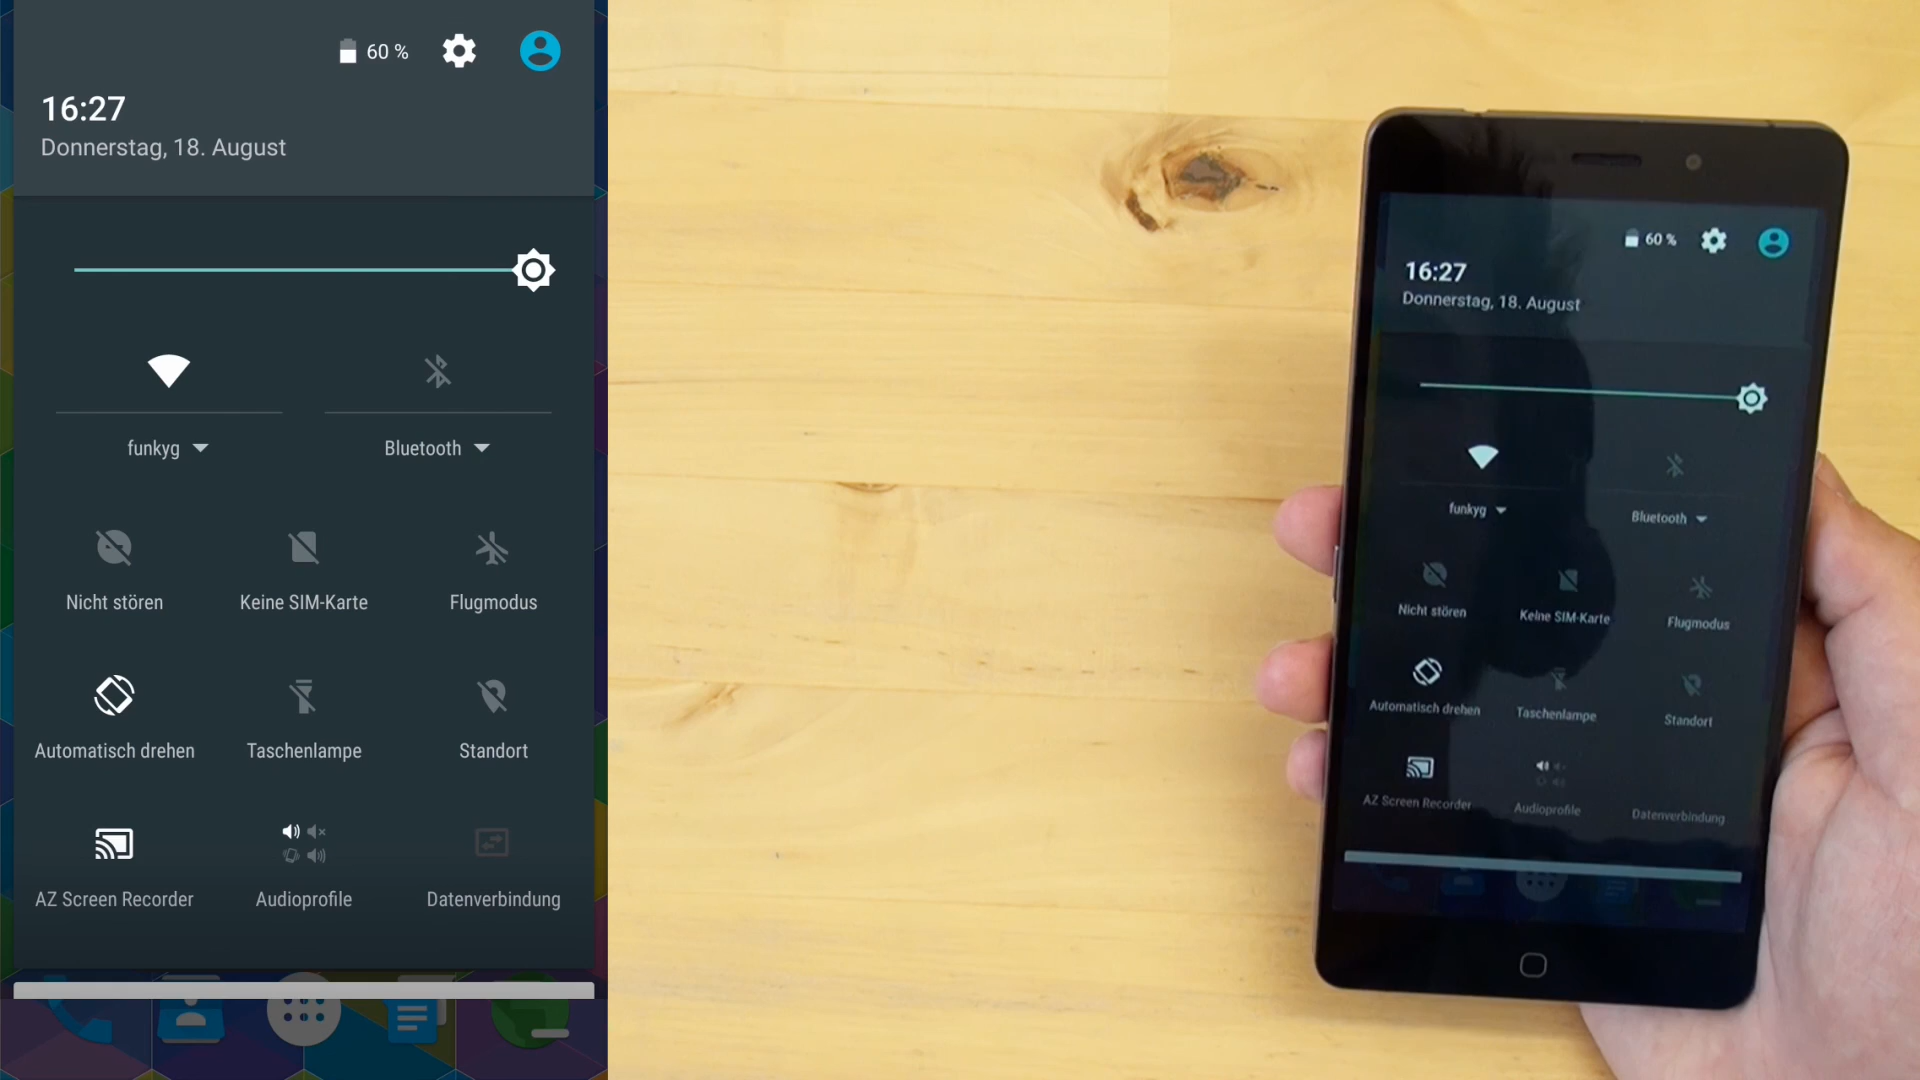 60 %
16:27
Donnerstag, 18. August
funkyg
Bluetooth
Nicht stören
Keine SIM-Karte
Flugmodus
Automatisch drehen
Taschenlampe
Standort
AZ Screen Recorder
Audioprofile
Datenverbindung
60 %
16:27
Donnerstag, 18. August
funkyg
Bluetooth
Nicht stören
Keine SIM-Karte
Flugmodus
Automatisch drehen
Taschenlampe
Standort
AZ Screen Recorder
Audioprofile
Datenverbindung